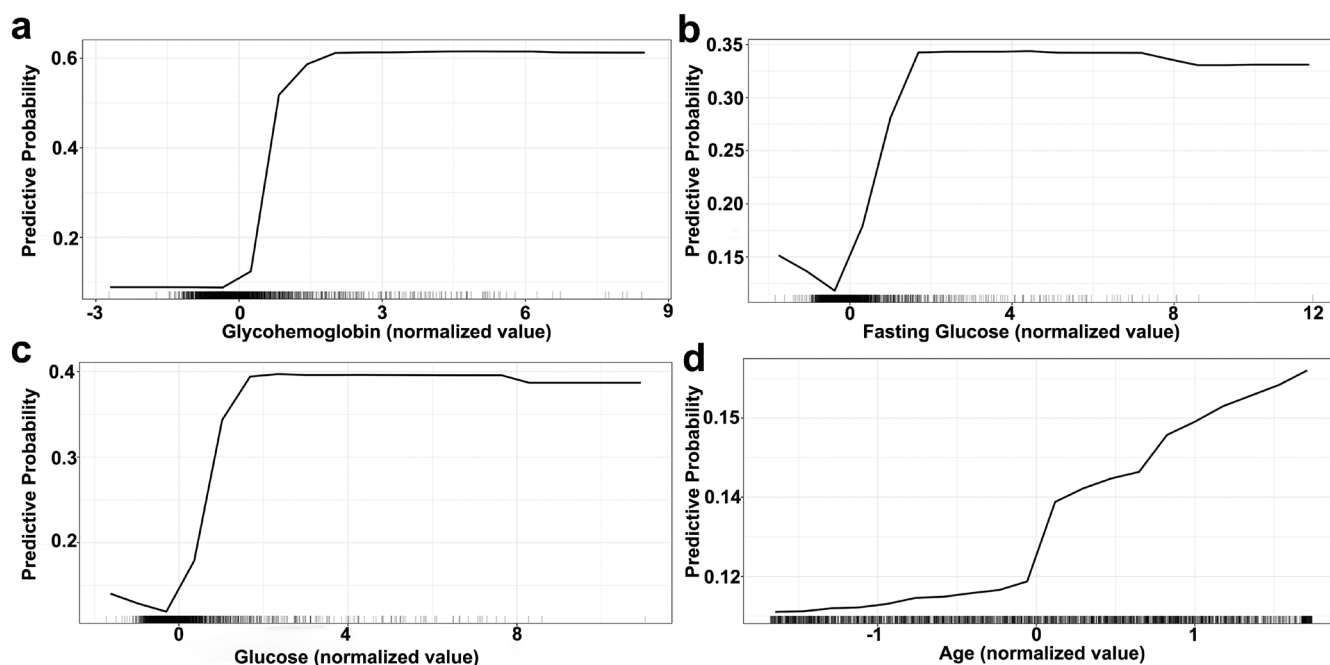 a
Predictive Probability
0.6
0.4
0.2
-3
0
3
6
9
Glycohemoglobin (normalized value)
b
Predictive Probability
0.35
0.30
0.25
0.20
0.15
0
4
8
12
Fasting Glucose (normalized value)
c
Predictive Probability
0.4
0.3
0.2
0
4
8
Glucose (normalized value)
d
Predictive Probability
0.15
0.14
0.12
-1
0
1
Age (normalized value)